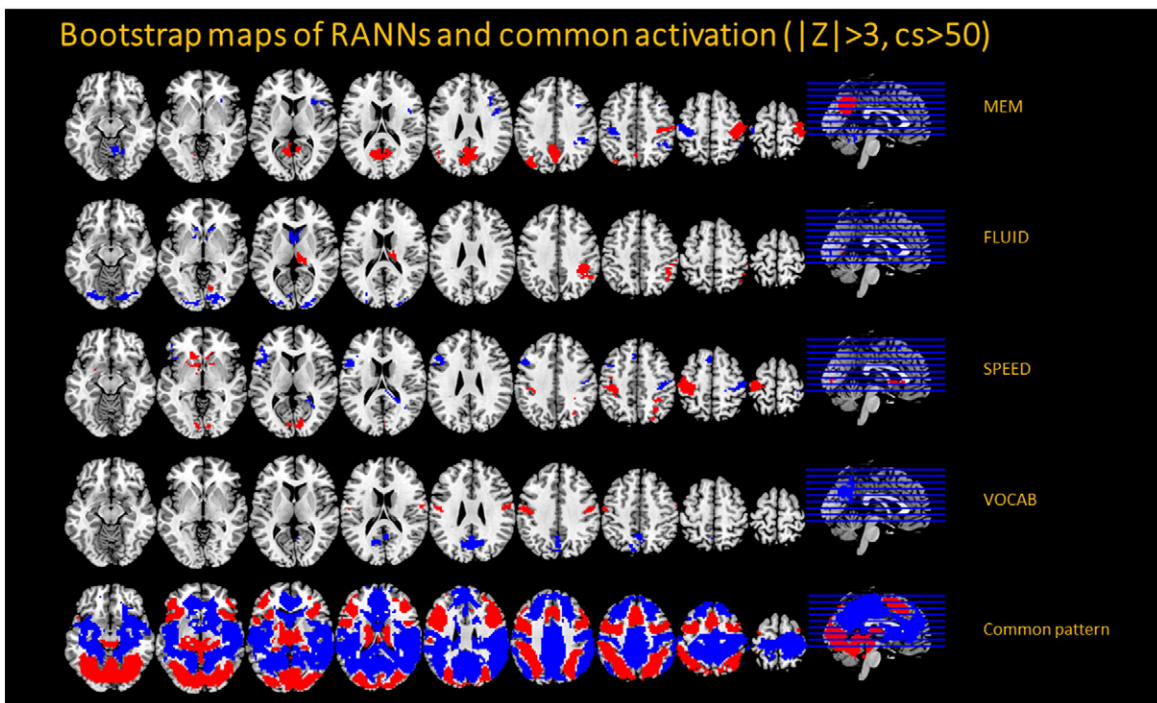 Bootstrap maps of RANNs and common activation (|Z|>3, cs>50)
MEM
FLUID
SPEED
VOCAB
Common pattern